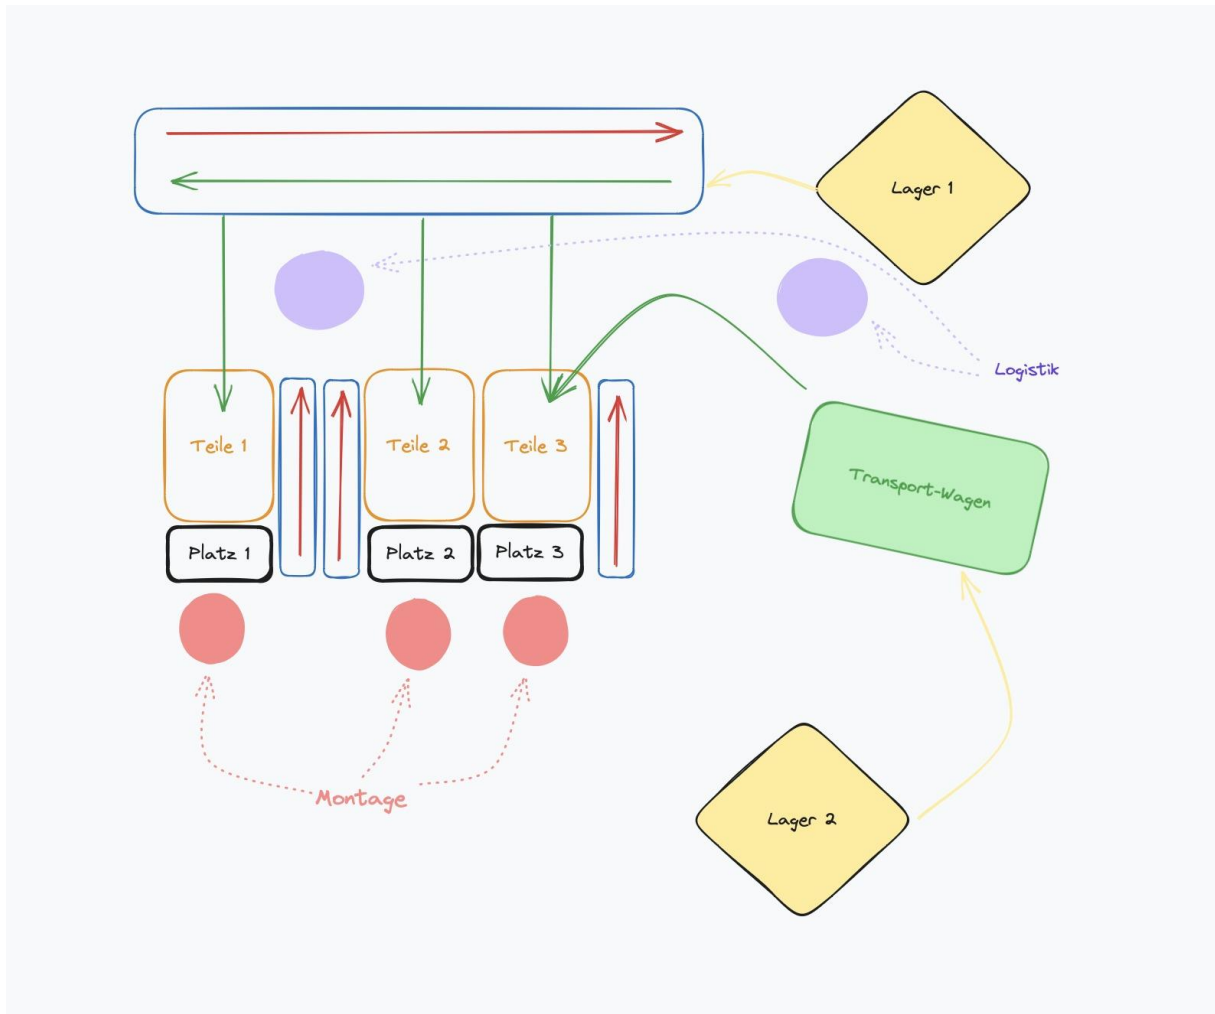 Lager 1
Logistik
Teile 1
Teile 2
Teile 3
Transport-Wagen
Platz 1
Platz 2
Platz 3
Montage
Lager 2